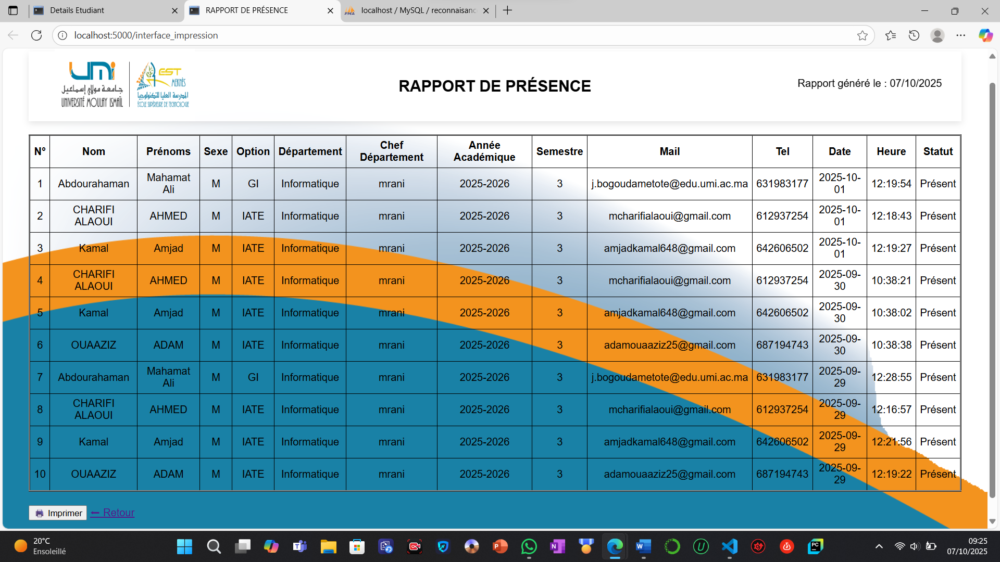 Details Etudiant
RAPPORT DE PRÉSENCE
PMA localhost / MySQL / reconnaisanc
localhost:5000/interface_impression
umi
جامعة مولاي إسماعيل
UNIVERSITÉ MOULAY ISMAÏL
EST
MEKNÈS
المدرسة العليا للتكنولوجيا
ÉCOLE SUPÉRIEURE DE TECHNOLOGIE
RAPPORT DE PRÉSENCE
Rapport généré le : 07/10/2025
N° Nom Prénoms Sexe Option Département Chef Département Année Académique Semestre Mail Tel Date Heure Statut
1 Abdourahaman Mahamat Ali M GI Informatique mrani 2025-2026 3 j.bogoudametote@edu.umi.ac.ma 631983177 2025-10-01 12:19:54 Présent
2 CHARIFI ALAOUI AHMED M IATE Informatique mrani 2025-2026 3 mcharifialaoui@gmail.com 612937254 2025-10-01 12:18:43 Présent
3 Kamal Amjad M IATE Informatique mrani 2025-2026 3 amjadkamal648@gmail.com 642606502 2025-10-01 12:19:27 Présent
4 CHARIFI ALAOUI AHMED M IATE Informatique mrani 2025-2026 3 mcharifialaoui@gmail.com 612937254 2025-09-30 10:38:21 Présent
5 Kamal Amjad M IATE Informatique mrani 2025-2026 3 amjadkamal648@gmail.com 642606502 2025-09-30 10:38:02 Présent
6 OUAAZIZ ADAM M IATE Informatique mrani 2025-2026 3 adamouaaziz25@gmail.com 687194743 2025-09-30 10:38:38 Présent
7 Abdourahaman Mahamat Ali M GI Informatique mrani 2025-2026 3 j.bogoudametote@edu.umi.ac.ma 631983177 2025-09-29 12:28:55 Présent
8 CHARIFI ALAOUI AHMED M IATE Informatique mrani 2025-2026 3 mcharifialaoui@gmail.com 612937254 2025-09-29 12:16:57 Présent
9 Kamal Amjad M IATE Informatique mrani 2025-2026 3 amjadkamal648@gmail.com 642606502 2025-09-29 12:21:56 Présent
10 OUAAZIZ ADAM M IATE Informatique mrani 2025-2026 3 adamouaaziz25@gmail.com 687194743 2025-09-29 12:19:22 Présent
Imprimer ← Retour
20°C
Ensoleillé
09:25
07/10/2025